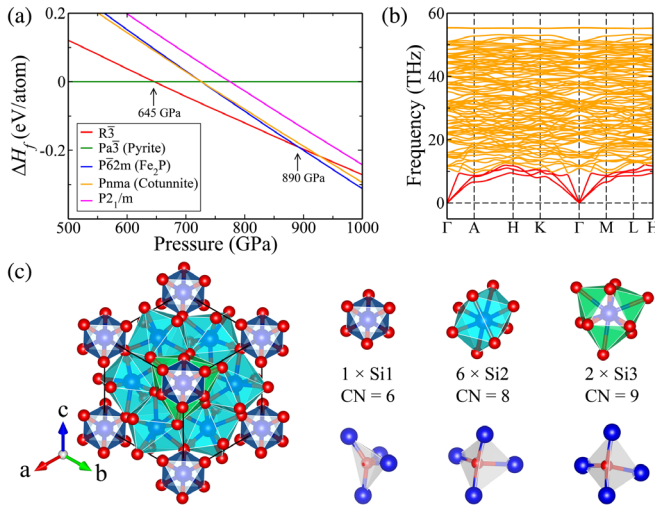 (a)
ΔH_f (eV/atom)
0.2
0
-0.2
645 GPa
890 GPa
R3̅
Pa3̅ (Pyrite)
P6̅2m (Fe₂P)
Pnma (Cotunnite)
P2₁/m
500 600 700 800 900 1000
Pressure (GPa)
(b)
Frequency (THz)
60
40
20
0
Γ A H K Γ M L H
(c)
c
a
b
1 × Si1 6 × Si2 2 × Si3
CN = 6 CN = 8 CN = 9